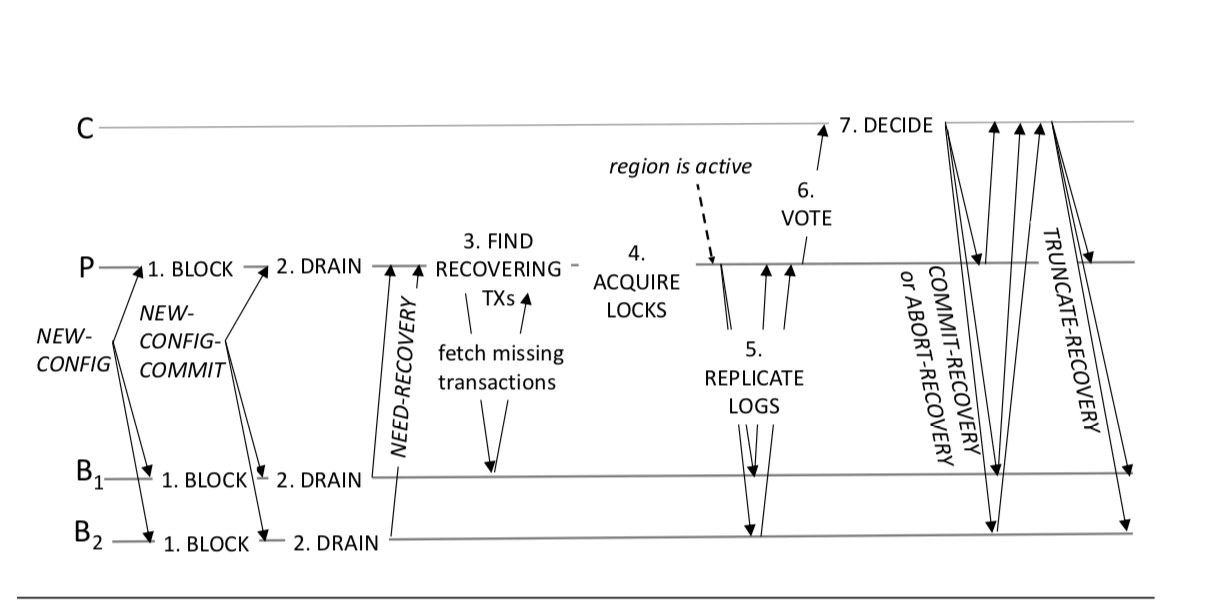 C
7. DECIDE
region is active
6.
VOTE
P
1. BLOCK
2. DRAIN
3. FIND
RECOVERING
TXs
4.
ACQUIRE
LOCKS
NEW-
CONFIG
NEW-
CONFIG-
COMMIT
NEED-RECOVERY
fetch missing
transactions
5.
REPLICATE
LOGS
COMMIT-RECOVERY
or ABORT-RECOVERY
TRUNCATE-RECOVERY
B1
1. BLOCK
2. DRAIN
B2
1. BLOCK
2. DRAIN